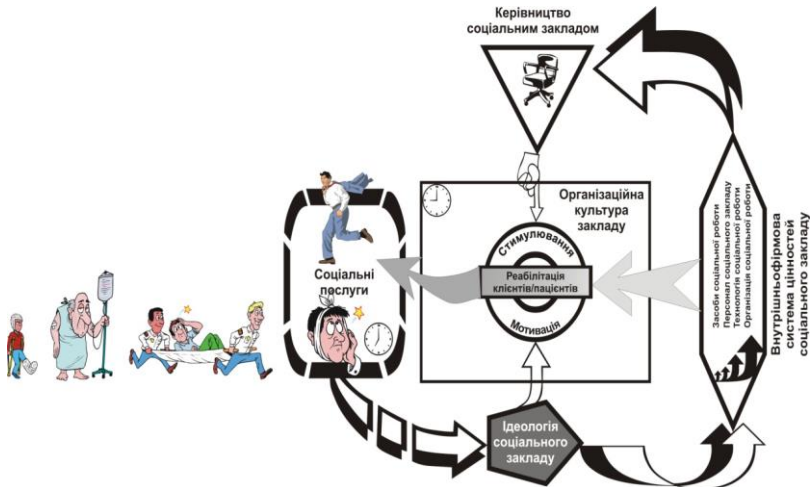 Керівництво
соціальним закладом
Організаційна
культура
закладу
Стимулювання
Реабілітація
клієнтів/пацієнтів
Мотивація
Соціальні
послуги
Ідеологія
соціального
закладу
Засоби соціальної роботи
Персонал соціального закладу
Технологія соціальної роботи
Організація соціальної роботи
Внутрішньофірмова
система цінностей
соціального закладу